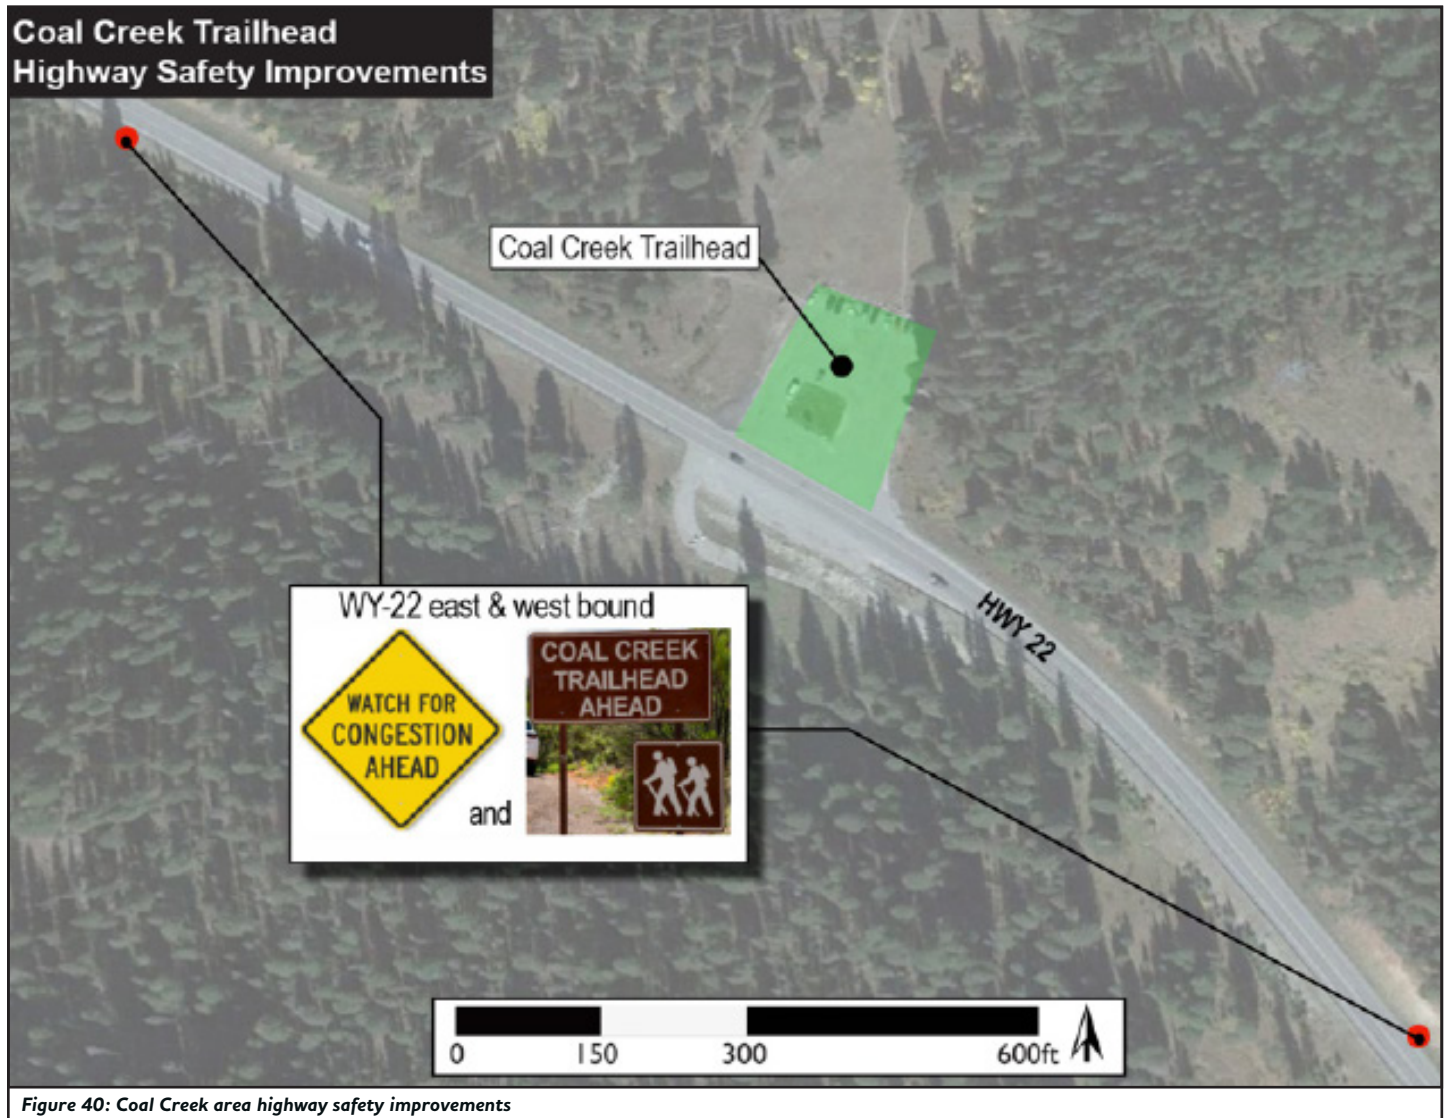 Coal Creek Trailhead
Highway Safety Improvements
Coal Creek Trailhead
HWY 22
WY-22 east & west bound
WATCH FOR
CONGESTION
AHEAD
and
COAL CREEK
TRAILHEAD
AHEAD
0 150 300 600ft
Figure 40: Coal Creek area highway safety improvements